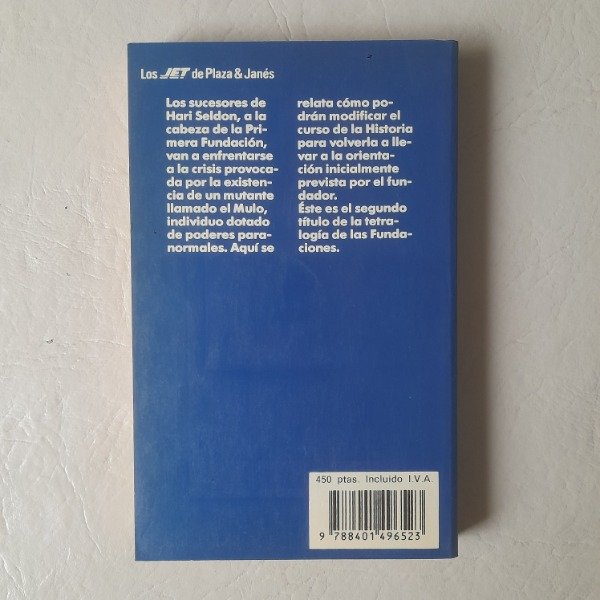 Los JET de Plaza & Janés
Los sucesores de
Hari Seldon, a la
cabeza de la Pri-
mera Fundación,
van a enfrentarse
a la crisis provoca-
da por la existen-
cia de un mutante
llamado el Mulo,
individuo dotado
de poderes para-
normales. Aquí se
relata cómo po-
drán modificar el
curso de la Historia
para volverla a lle-
var a la orienta-
ción inicialmente
prevista por el fun-
dador.
Éste es el segundo
título de la tetra-
logía de las Funda-
ciones.
450 ptas. Incluido I.V.A.
9 788401 496523